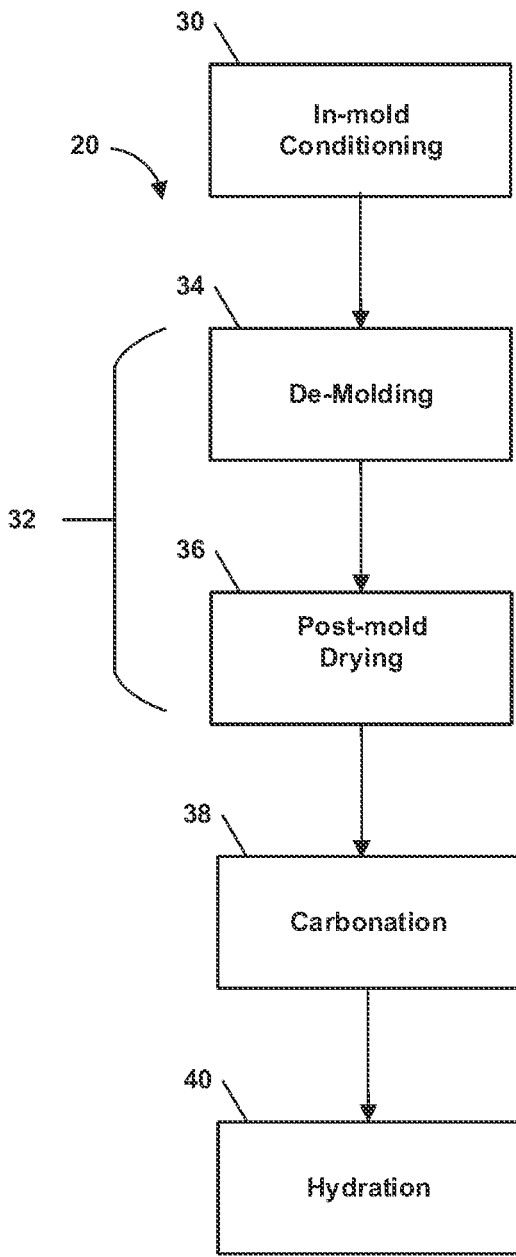 30
In-mold
Conditioning
20
34
De-Molding
32
36
Post-mold
Drying
38
Carbonation
40
Hydration